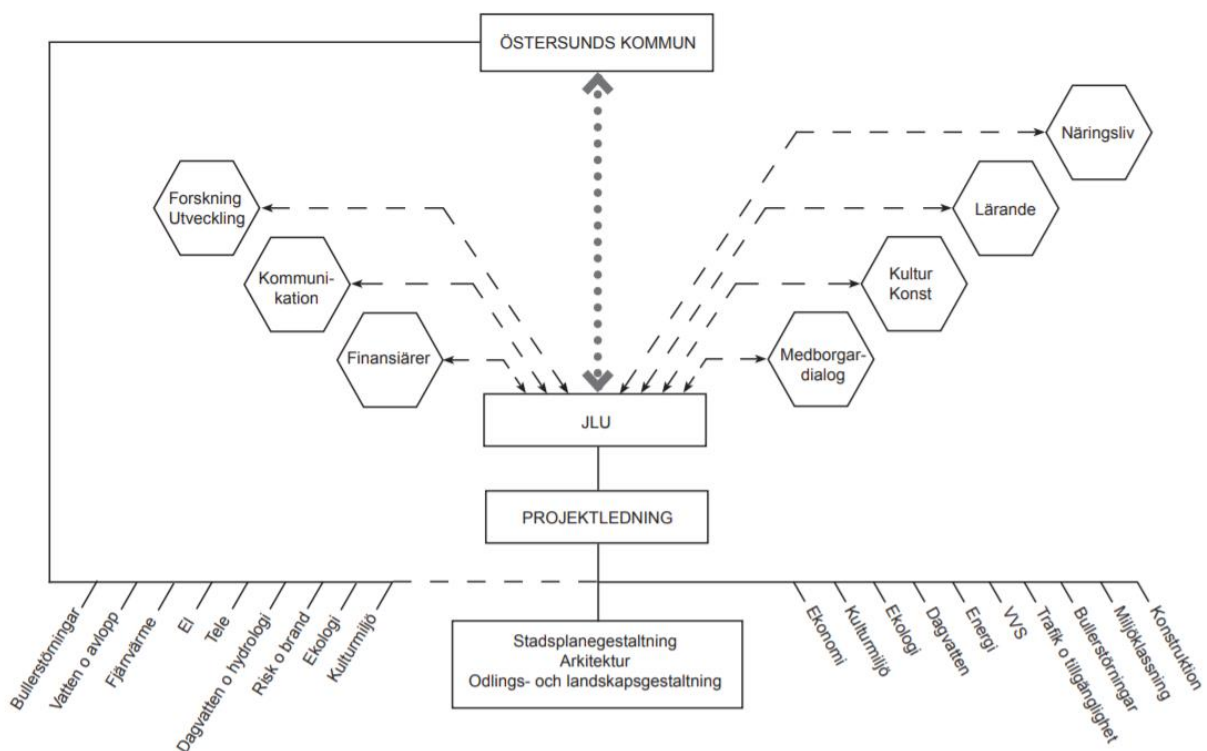 ÖSTERSUNDS KOMMUN
Näringsliv
Forskning
Utveckling
Lärande
Kommuni-
kation
Kultur
Konst
Finansiärer
Medborgar-
dialog
JLU
PROJEKTLEDNING
Bullerstörningar
Vatten o avlopp
Fjärrvärme
El
Tele
Dagvatten o hydrologi
Risk o brand
Ekologi
Kulturmiljö
Stadsplanegestaltning
Arkitektur
Odlings- och landskapsgestaltning
Ekonomi
Kulturmiljö
Ekologi
Dagvatten
Energi
VVS
Trafik o tillgänglighet
Bullerstörningar
Miljöklassning
Konstruktion